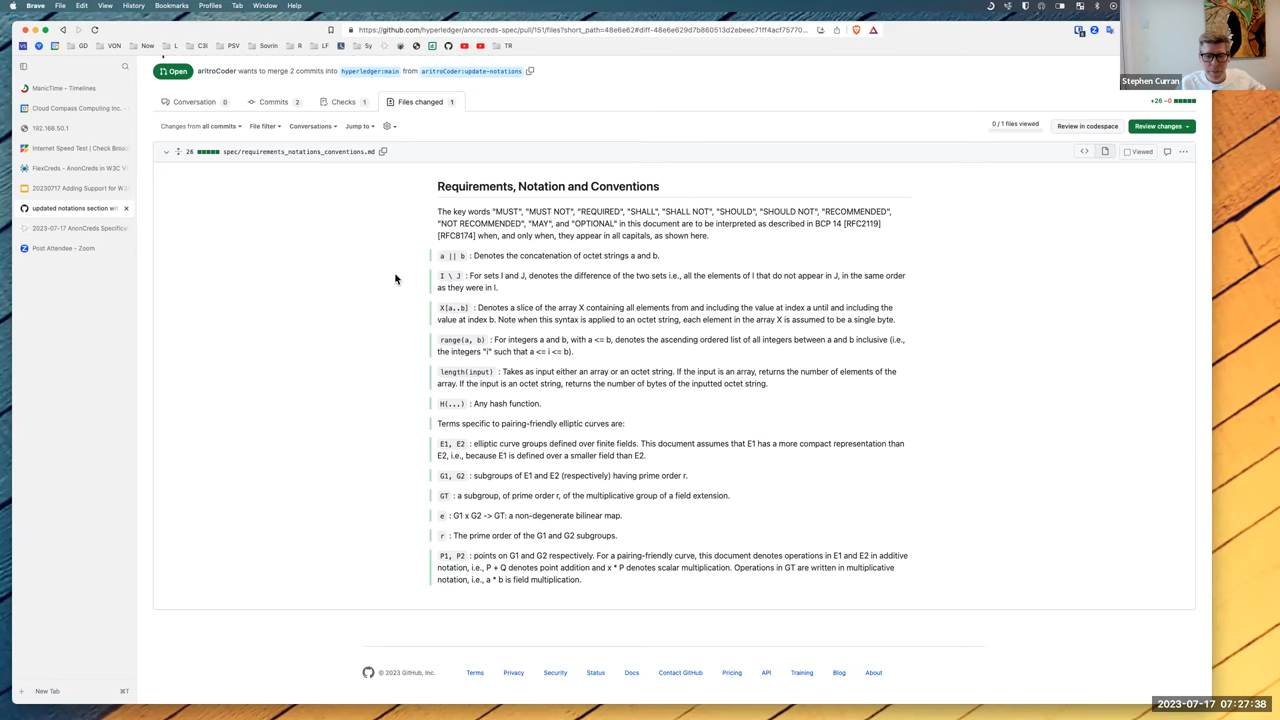 Brave File Edit View History Bookmarks Profiles Tab Window Help
https://github.com/hyperledger/anoncreds-spec/pull/151/files?short_path=48e6e62#diff-48e6e629d7b860513d2ebeec71ff4acf75770...
GD VON Now L C3I PSV Sovrin R LF Sy TR
Stephen Curran
Open aritroCoder wants to merge 2 commits into hyperledger:main from aritroCoder:update-notations
ManicTime – Timelines
Cloud Compass Computing Inc. -
192.168.50.1
Internet Speed Test | Check Broad
FlexCreds – AnonCreds in W3C V
20230717 Adding Support for W3
updated notations section wit
2023-07-17 AnonCreds Specifica
Post Attendee - Zoom
New Tab ⌘T
Conversation 0 Commits 2 Checks 1 Files changed 1
+26 −0
Changes from all commits File filter Conversations Jump to
0 / 1 files viewed Review in codespace Review changes
26 spec/requirements_notations_conventions.md
Viewed
Requirements, Notation and Conventions
The key words "MUST", "MUST NOT", "REQUIRED", "SHALL", "SHALL NOT", "SHOULD", "SHOULD NOT", "RECOMMENDED",
"NOT RECOMMENDED", "MAY", and "OPTIONAL" in this document are to be interpreted as described in BCP 14 [RFC2119]
[RFC8174] when, and only when, they appear in all capitals, as shown here.
a || b : Denotes the concatenation of octet strings a and b.
I \ J : For sets I and J, denotes the difference of the two sets i.e., all the elements of I that do not appear in J, in the same order
as they were in I.
X[a..b] : Denotes a slice of the array X containing all elements from and including the value at index a until and including the
value at index b. Note when this syntax is applied to an octet string, each element in the array X is assumed to be a single byte.
range(a, b) : For integers a and b, with a <= b, denotes the ascending ordered list of all integers between a and b inclusive (i.e.,
the integers "i" such that a <= i <= b).
length(input) : Takes as input either an array or an octet string. If the input is an array, returns the number of elements of the
array. If the input is an octet string, returns the number of bytes of the inputted octet string.
H(...) : Any hash function.
Terms specific to pairing-friendly elliptic curves are:
E1, E2 : elliptic curve groups defined over finite fields. This document assumes that E1 has a more compact representation than
E2, i.e., because E1 is defined over a smaller field than E2.
G1, G2 : subgroups of E1 and E2 (respectively) having prime order r.
GT : a subgroup, of prime order r, of the multiplicative group of a field extension.
e : G1 x G2 -> GT: a non-degenerate bilinear map.
r : The prime order of the G1 and G2 subgroups.
P1, P2 : points on G1 and G2 respectively. For a pairing-friendly curve, this document denotes operations in E1 and E2 in additive
notation, i.e., P + Q denotes point addition and x * P denotes scalar multiplication. Operations in GT are written in multiplicative
notation, i.e., a * b is field multiplication.
© 2023 GitHub, Inc. Terms Privacy Security Status Docs Contact GitHub Pricing API Training Blog About
2023-07-17 07:27:38